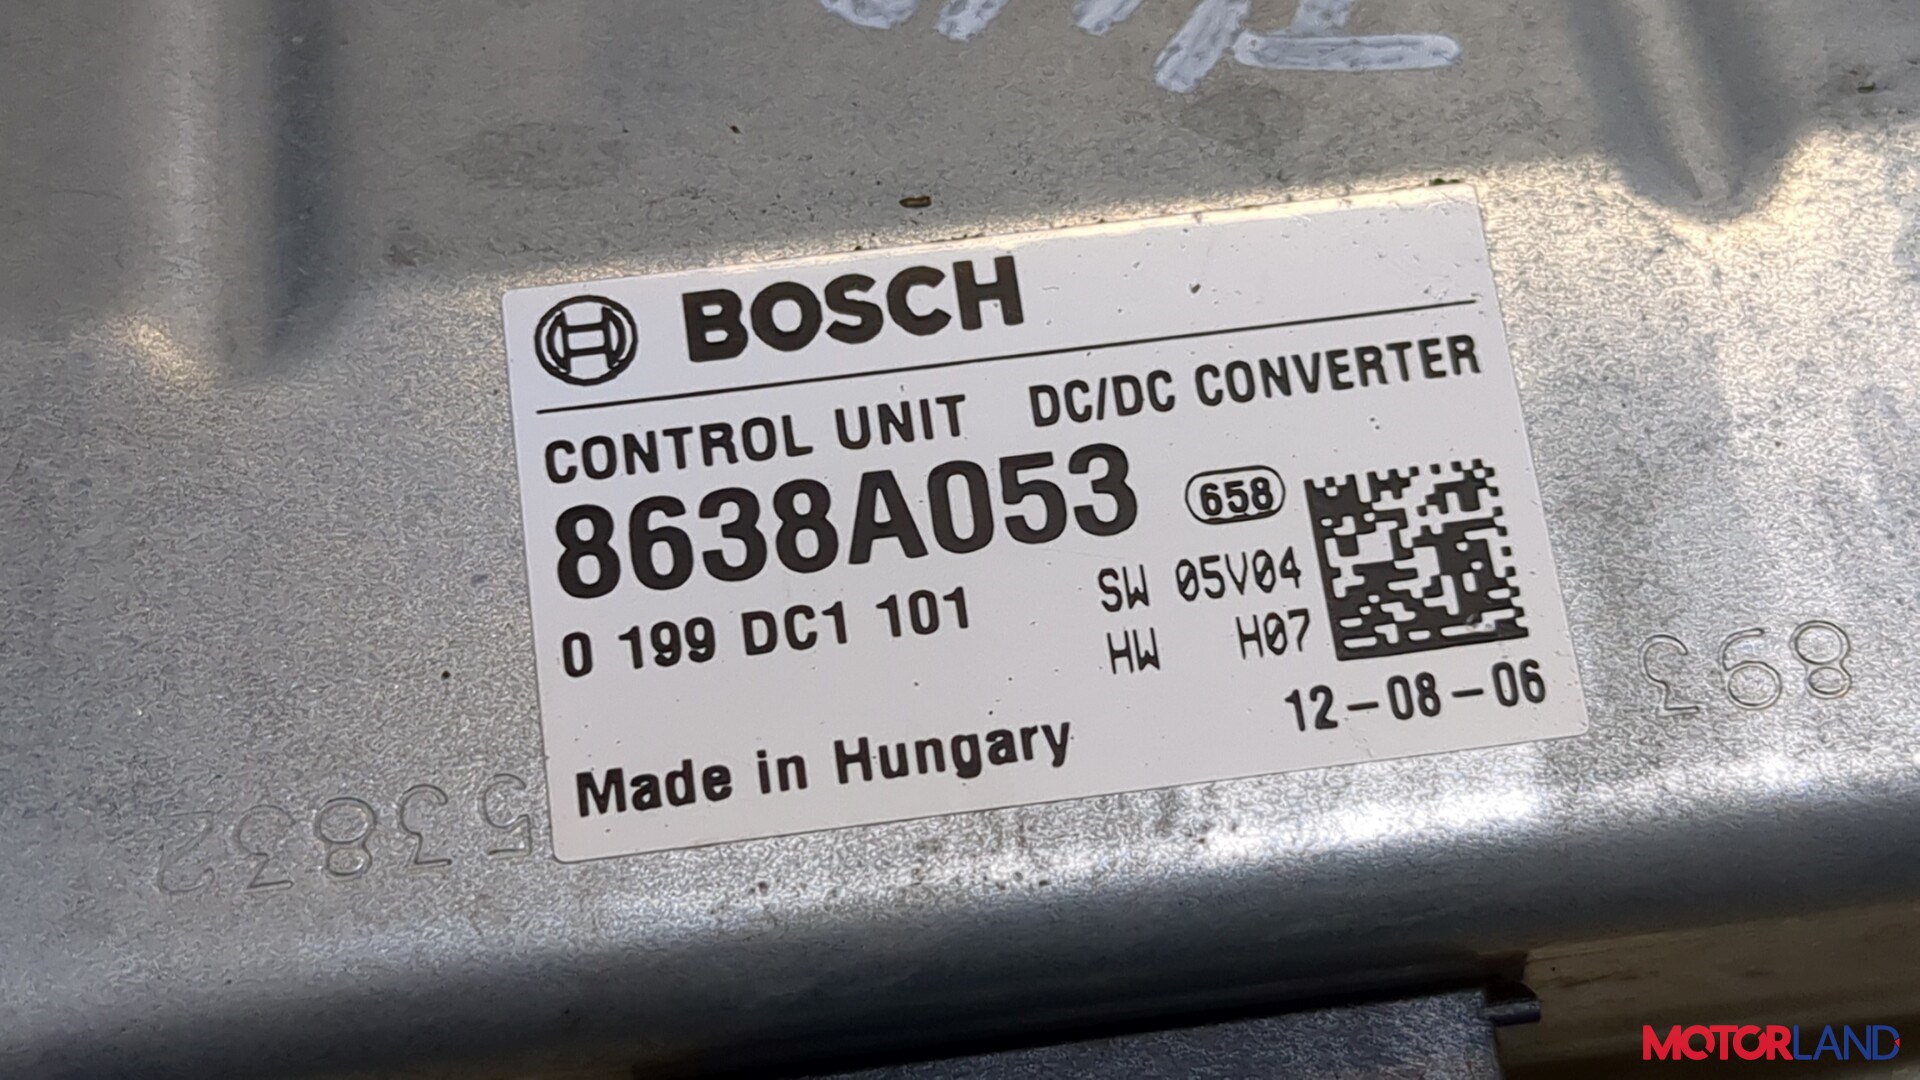 BOSCH
CONTROL UNIT DC/DC CONVERTER
8638A053 658
0 199 DC1 101 SW 05V04
HW H07
12-08-06
Made in Hungary
893
MOTORLAND